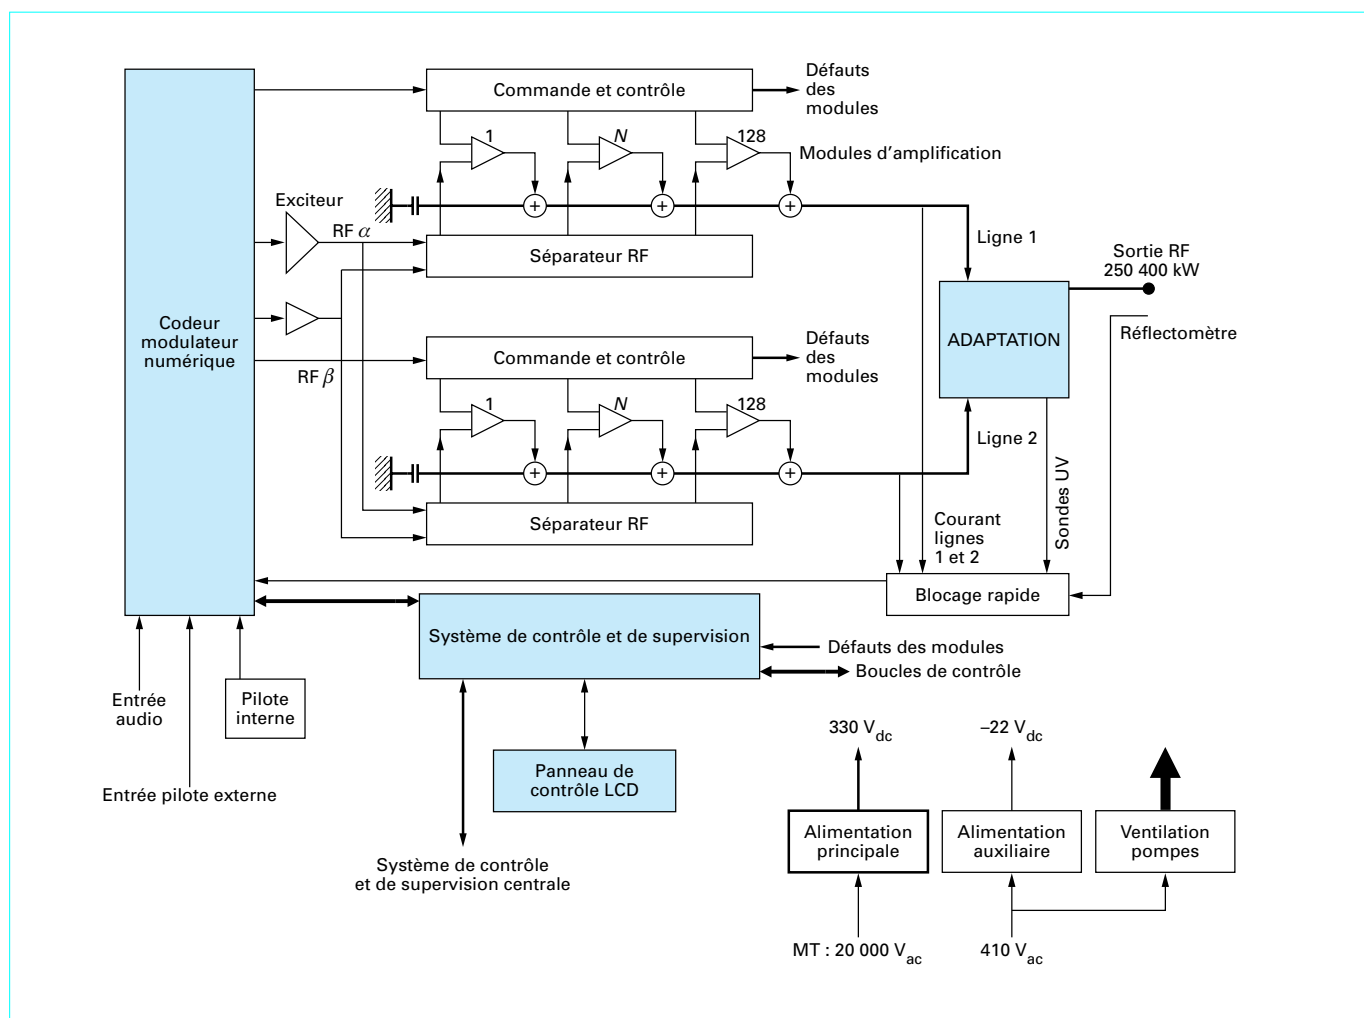 Commande et contrôle
Défauts
des
modules
1
N
128
Modules d'amplification
Exciteur
RF α
Séparateur RF
Ligne 1
Sortie RF
250 400 kW
Codeur
modulateur
numérique
ADAPTATION
Réflectomètre
Commande et contrôle
Défauts
des
modules
RF β
1
N
128
Ligne 2
Séparateur RF
Courant
lignes
1 et 2
Sondes UV
Blocage rapide
Système de contrôle et de supervision
Défauts des modules
Boucles de contrôle
Entrée
audio
Pilote
interne
Entrée pilote externe
Panneau de
contrôle LCD
Système de contrôle
et de supervision centrale
330 Vdc
–22 Vdc
Alimentation
principale
Alimentation
auxiliaire
Ventilation
pompes
MT : 20 000 Vac
410 Vac